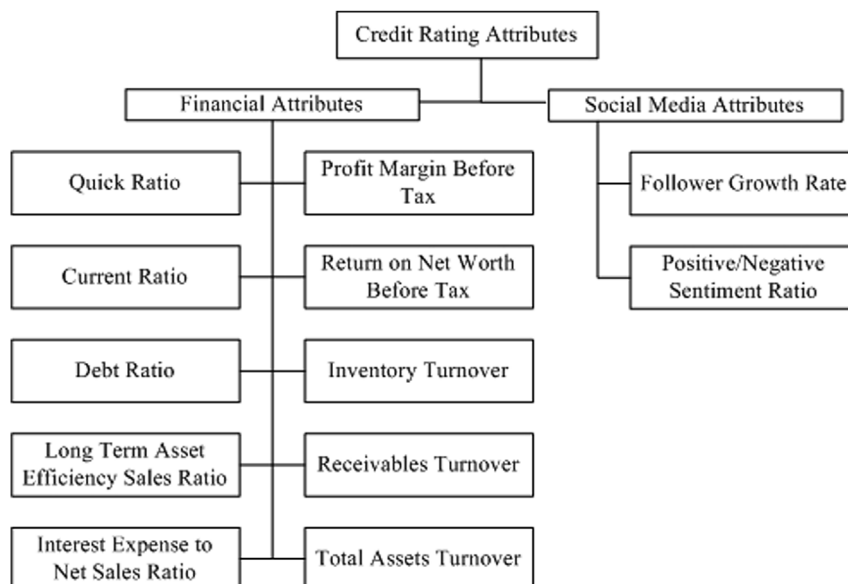 Credit Rating Attributes
Financial Attributes
Social Media Attributes
Quick Ratio
Profit Margin Before
Tax
Follower Growth Rate
Current Ratio
Return on Net Worth
Before Tax
Positive/Negative
Sentiment Ratio
Debt Ratio
Inventory Turnover
Long Term Asset
Efficiency Sales Ratio
Receivables Turnover
Interest Expense to
Net Sales Ratio
Total Assets Turnover